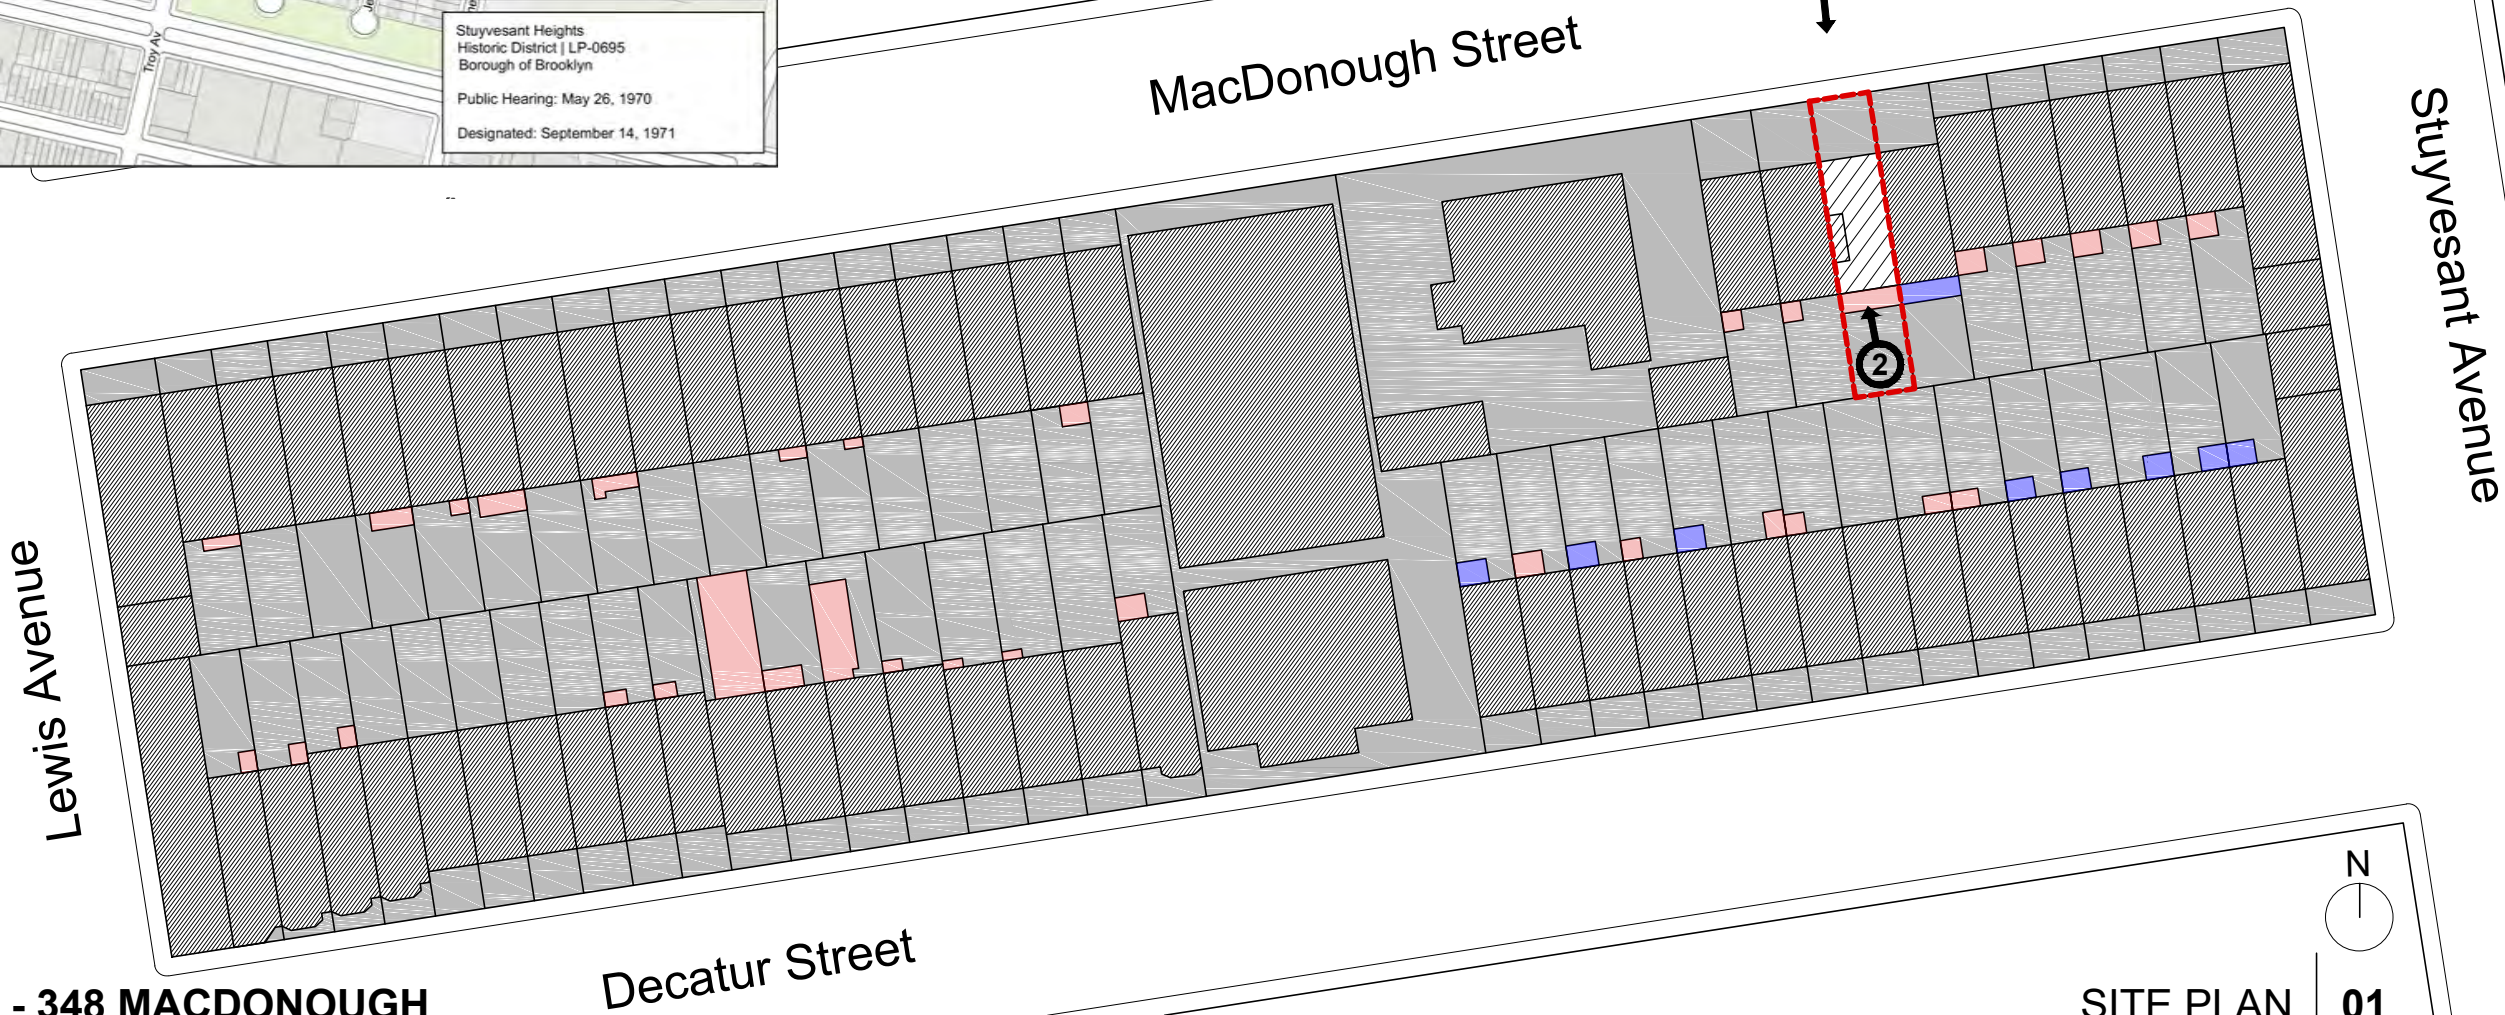 Troy Av
Stuyvesant Heights
Historic District | LP-0695
Borough of Brooklyn
Public Hearing: May 26, 1970
Designated: September 14, 1971
MacDonough Street
Stuyvesant Avenue
2
Lewis Avenue
Decatur Street
N
- 348 MACDONOUGH
SITE PLAN
01